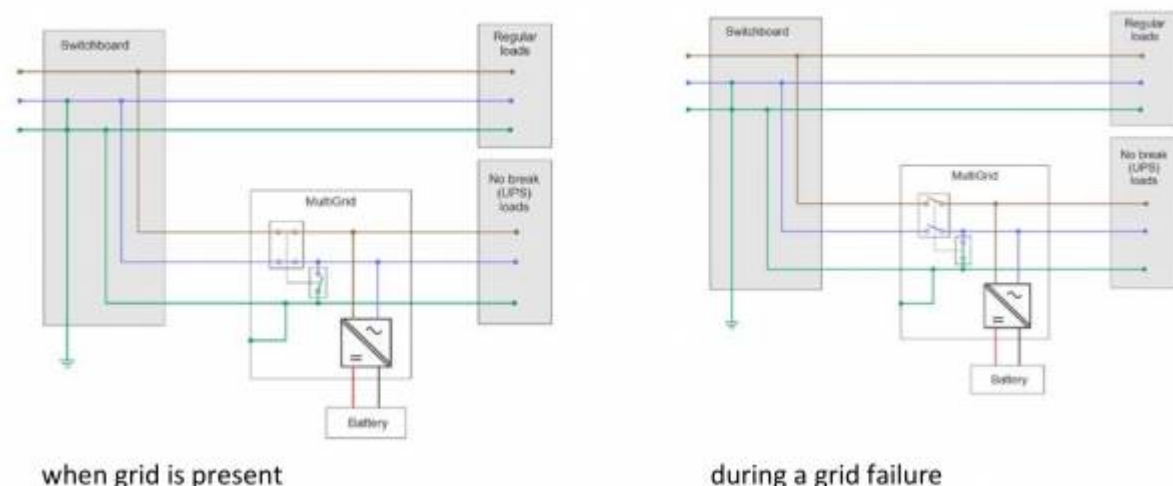 Switchboard
Regular
loads
No break
(UPS)
loads
MultiGrid
Battery
when grid is present
Switchboard
Regular
loads
No break
(UPS)
loads
MultiGrid
Battery
during a grid failure